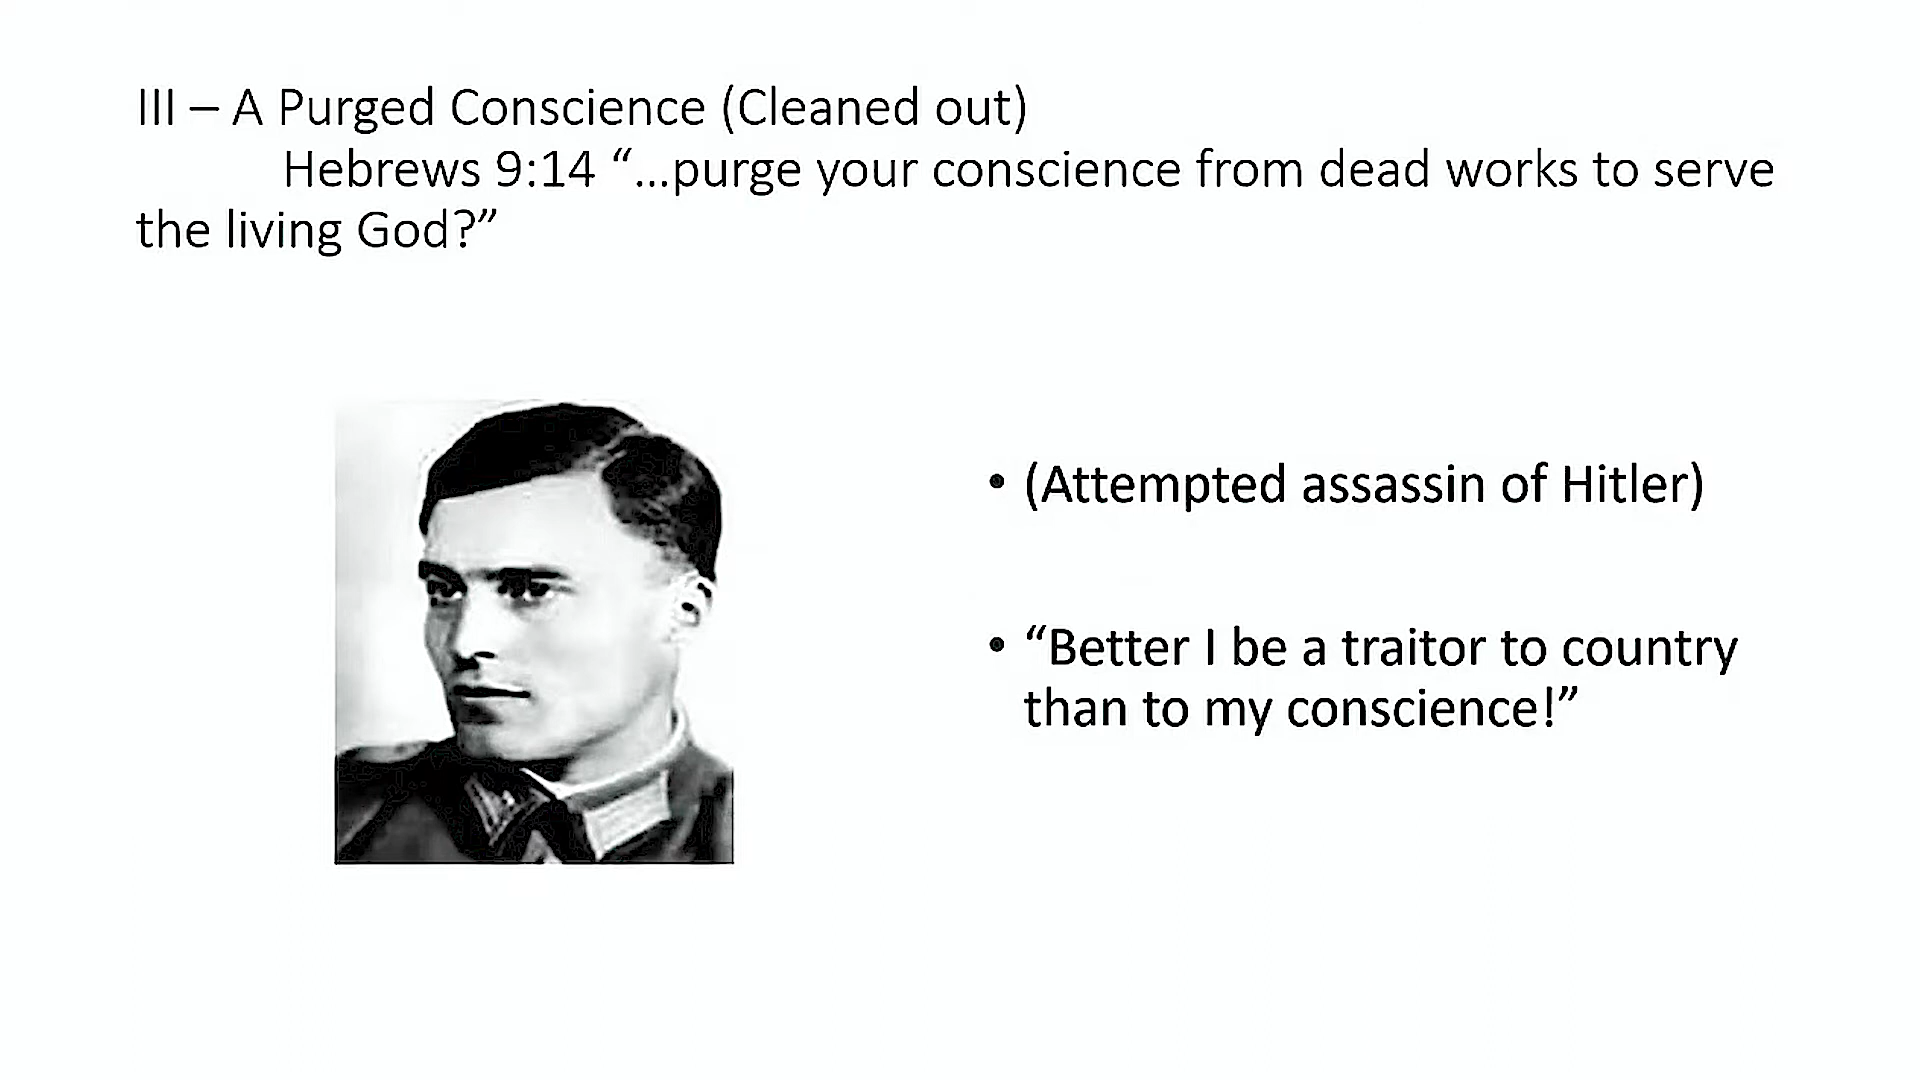 III – A Purged Conscience (Cleaned out)
Hebrews 9:14 “…purge your conscience from dead works to serve
the living God?”
• (Attempted assassin of Hitler)
• “Better I be a traitor to country
than to my conscience!”